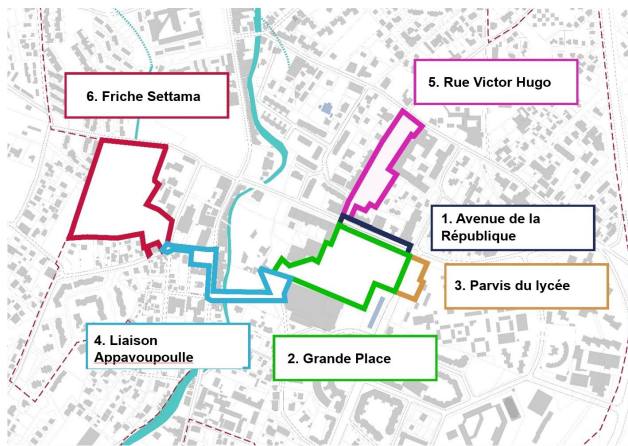 6. Friche Settama
5. Rue Victor Hugo
1. Avenue de la
République
3. Parvis du lycée
4. Liaison
Appavoupoulle
2. Grande Place